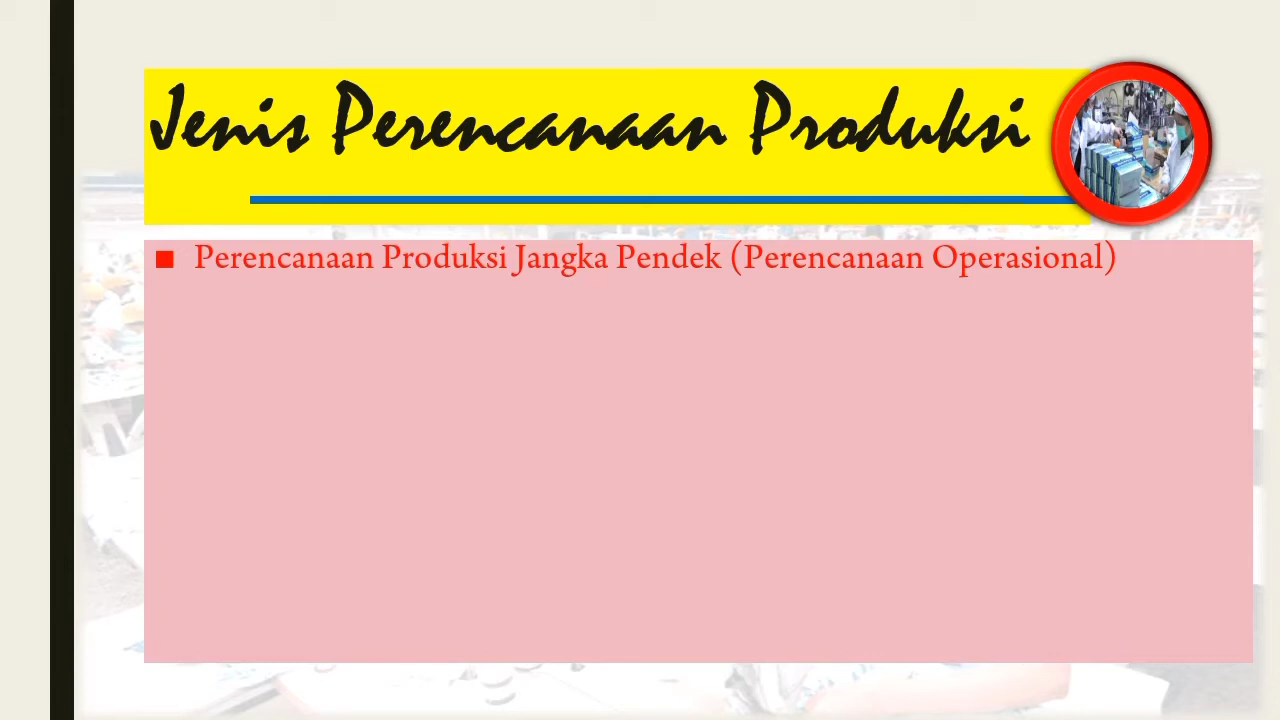 Jenis Perencanaan Produksi
▪ Perencanaan Produksi Jangka Pendek (Perencanaan Operasional)